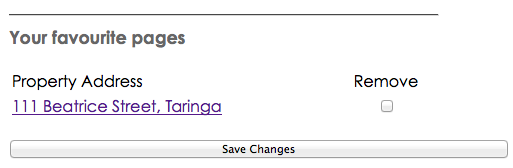 Your favourite pages
Property Address Remove
111 Beatrice Street, Taringa
Save Changes